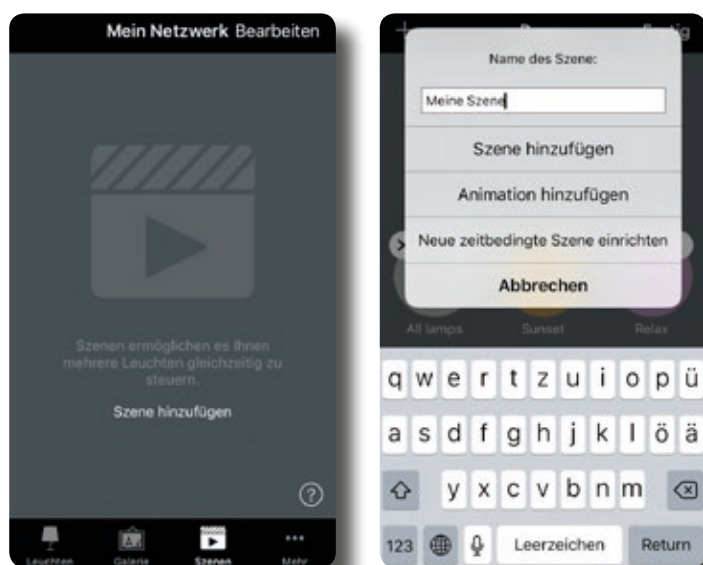 Mein Netzwerk Bearbeiten
Szenen ermöglichen es Ihnen
mehrere Leuchten gleichzeitig zu
steuern.
Szene hinzufügen
?
Leuchten Galerie Szenen Mehr
+
Name des Szene:
Meine Szene
Szene hinzufügen
Animation hinzufügen
Neue zeitbedingte Szene einrichten
Abbrechen
All lamps Sunset Relax
q w e r t z u i o p ü
a s d f g h j k l ö ä
y x c v b n m
123 Leerzeichen Return